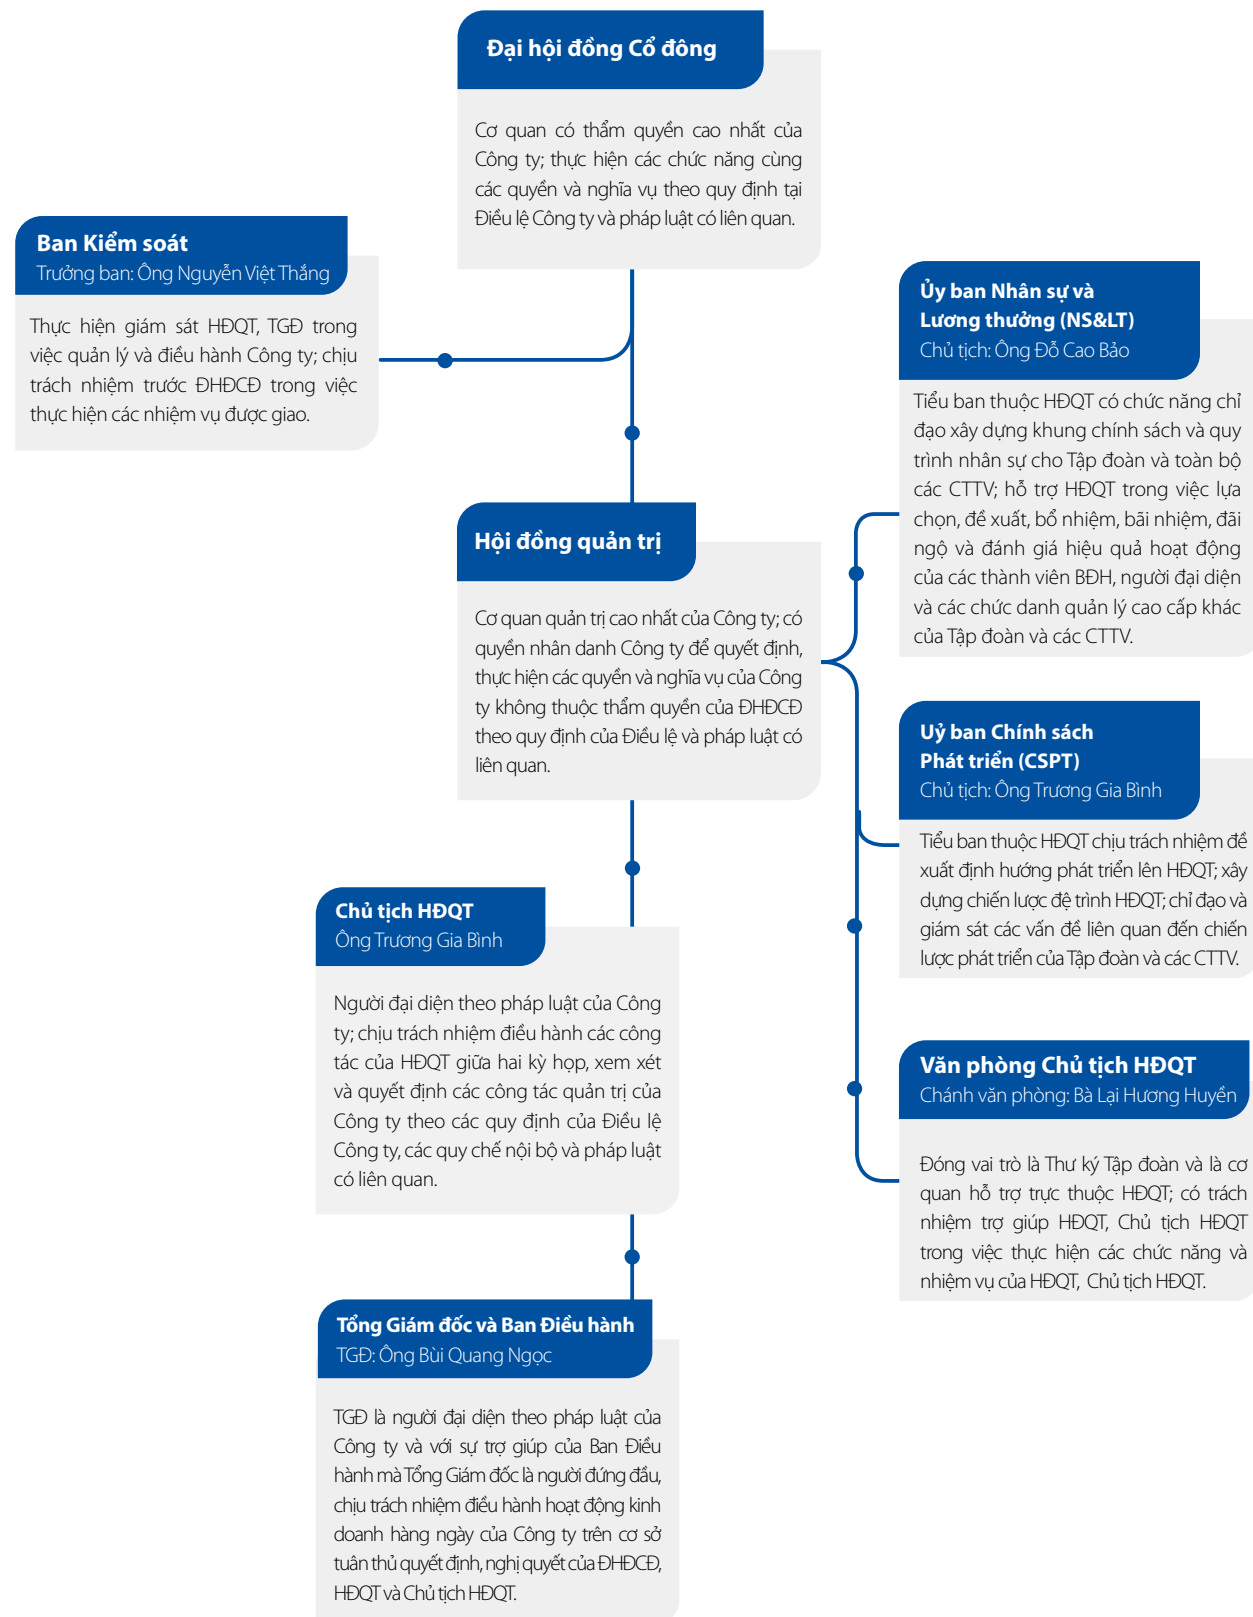 Đại hội đồng Cổ đông
Cơ quan có thẩm quyền cao nhất của
Công ty; thực hiện các chức năng cùng
các quyền và nghĩa vụ theo quy định tại
Điều lệ Công ty và pháp luật có liên quan.
Ban Kiểm soát
Trưởng ban: Ông Nguyễn Việt Thắng
Thực hiện giám sát HĐQT, TGĐ trong
việc quản lý và điều hành Công ty; chịu
trách nhiệm trước ĐHĐCĐ trong việc
thực hiện các nhiệm vụ được giao.
Hội đồng quản trị
Cơ quan quản trị cao nhất của Công ty; có
quyền nhân danh Công ty để quyết định,
thực hiện các quyền và nghĩa vụ của Công
ty không thuộc thẩm quyền của ĐHĐCĐ
theo quy định của Điều lệ và pháp luật có
liên quan.
Ủy ban Nhân sự và
Lương thưởng (NS&LT)
Chủ tịch: Ông Đỗ Cao Bảo
Tiểu ban thuộc HĐQT có chức năng chỉ
đạo xây dựng khung chính sách và quy
trình nhân sự cho Tập đoàn và toàn bộ
các CTTV; hỗ trợ HĐQT trong việc lựa
chọn, đề xuất, bổ nhiệm, bãi nhiệm, đãi
ngộ và đánh giá hiệu quả hoạt động
của các thành viên BĐH, người đại diện
và các chức danh quản lý cao cấp khác
của Tập đoàn và các CTTV.
Uỷ ban Chính sách
Phát triển (CSPT)
Chủ tịch: Ông Trương Gia Bình
Tiểu ban thuộc HĐQT chịu trách nhiệm đề
xuất định hướng phát triển lên HĐQT; xây
dựng chiến lược đệ trình HĐQT; chỉ đạo và
giám sát các vấn đề liên quan đến chiến
lược phát triển của Tập đoàn và các CTTV.
Văn phòng Chủ tịch HĐQT
Chánh văn phòng: Bà Lại Hương Huyền
Đóng vai trò là Thư ký Tập đoàn và là cơ
quan hỗ trợ trực thuộc HĐQT; có trách
nhiệm trợ giúp HĐQT, Chủ tịch HĐQT
trong việc thực hiện các chức năng và
nhiệm vụ của HĐQT, Chủ tịch HĐQT.
Chủ tịch HĐQT
Ông Trương Gia Bình
Người đại diện theo pháp luật của Công
ty; chịu trách nhiệm điều hành các công
tác của HĐQT giữa hai kỳ họp, xem xét
và quyết định các công tác quản trị của
Công ty theo các quy định của Điều lệ
Công ty, các quy chế nội bộ và pháp luật
có liên quan.
Tổng Giám đốc và Ban Điều hành
TGĐ: Ông Bùi Quang Ngọc
TGĐ là người đại diện theo pháp luật của
Công ty và với sự trợ giúp của Ban Điều
hành mà Tổng Giám đốc là người đứng đầu,
chịu trách nhiệm điều hành hoạt động kinh
doanh hàng ngày của Công ty trên cơ sở
tuân thủ quyết định, nghị quyết của ĐHĐCĐ,
HĐQT và Chủ tịch HĐQT.